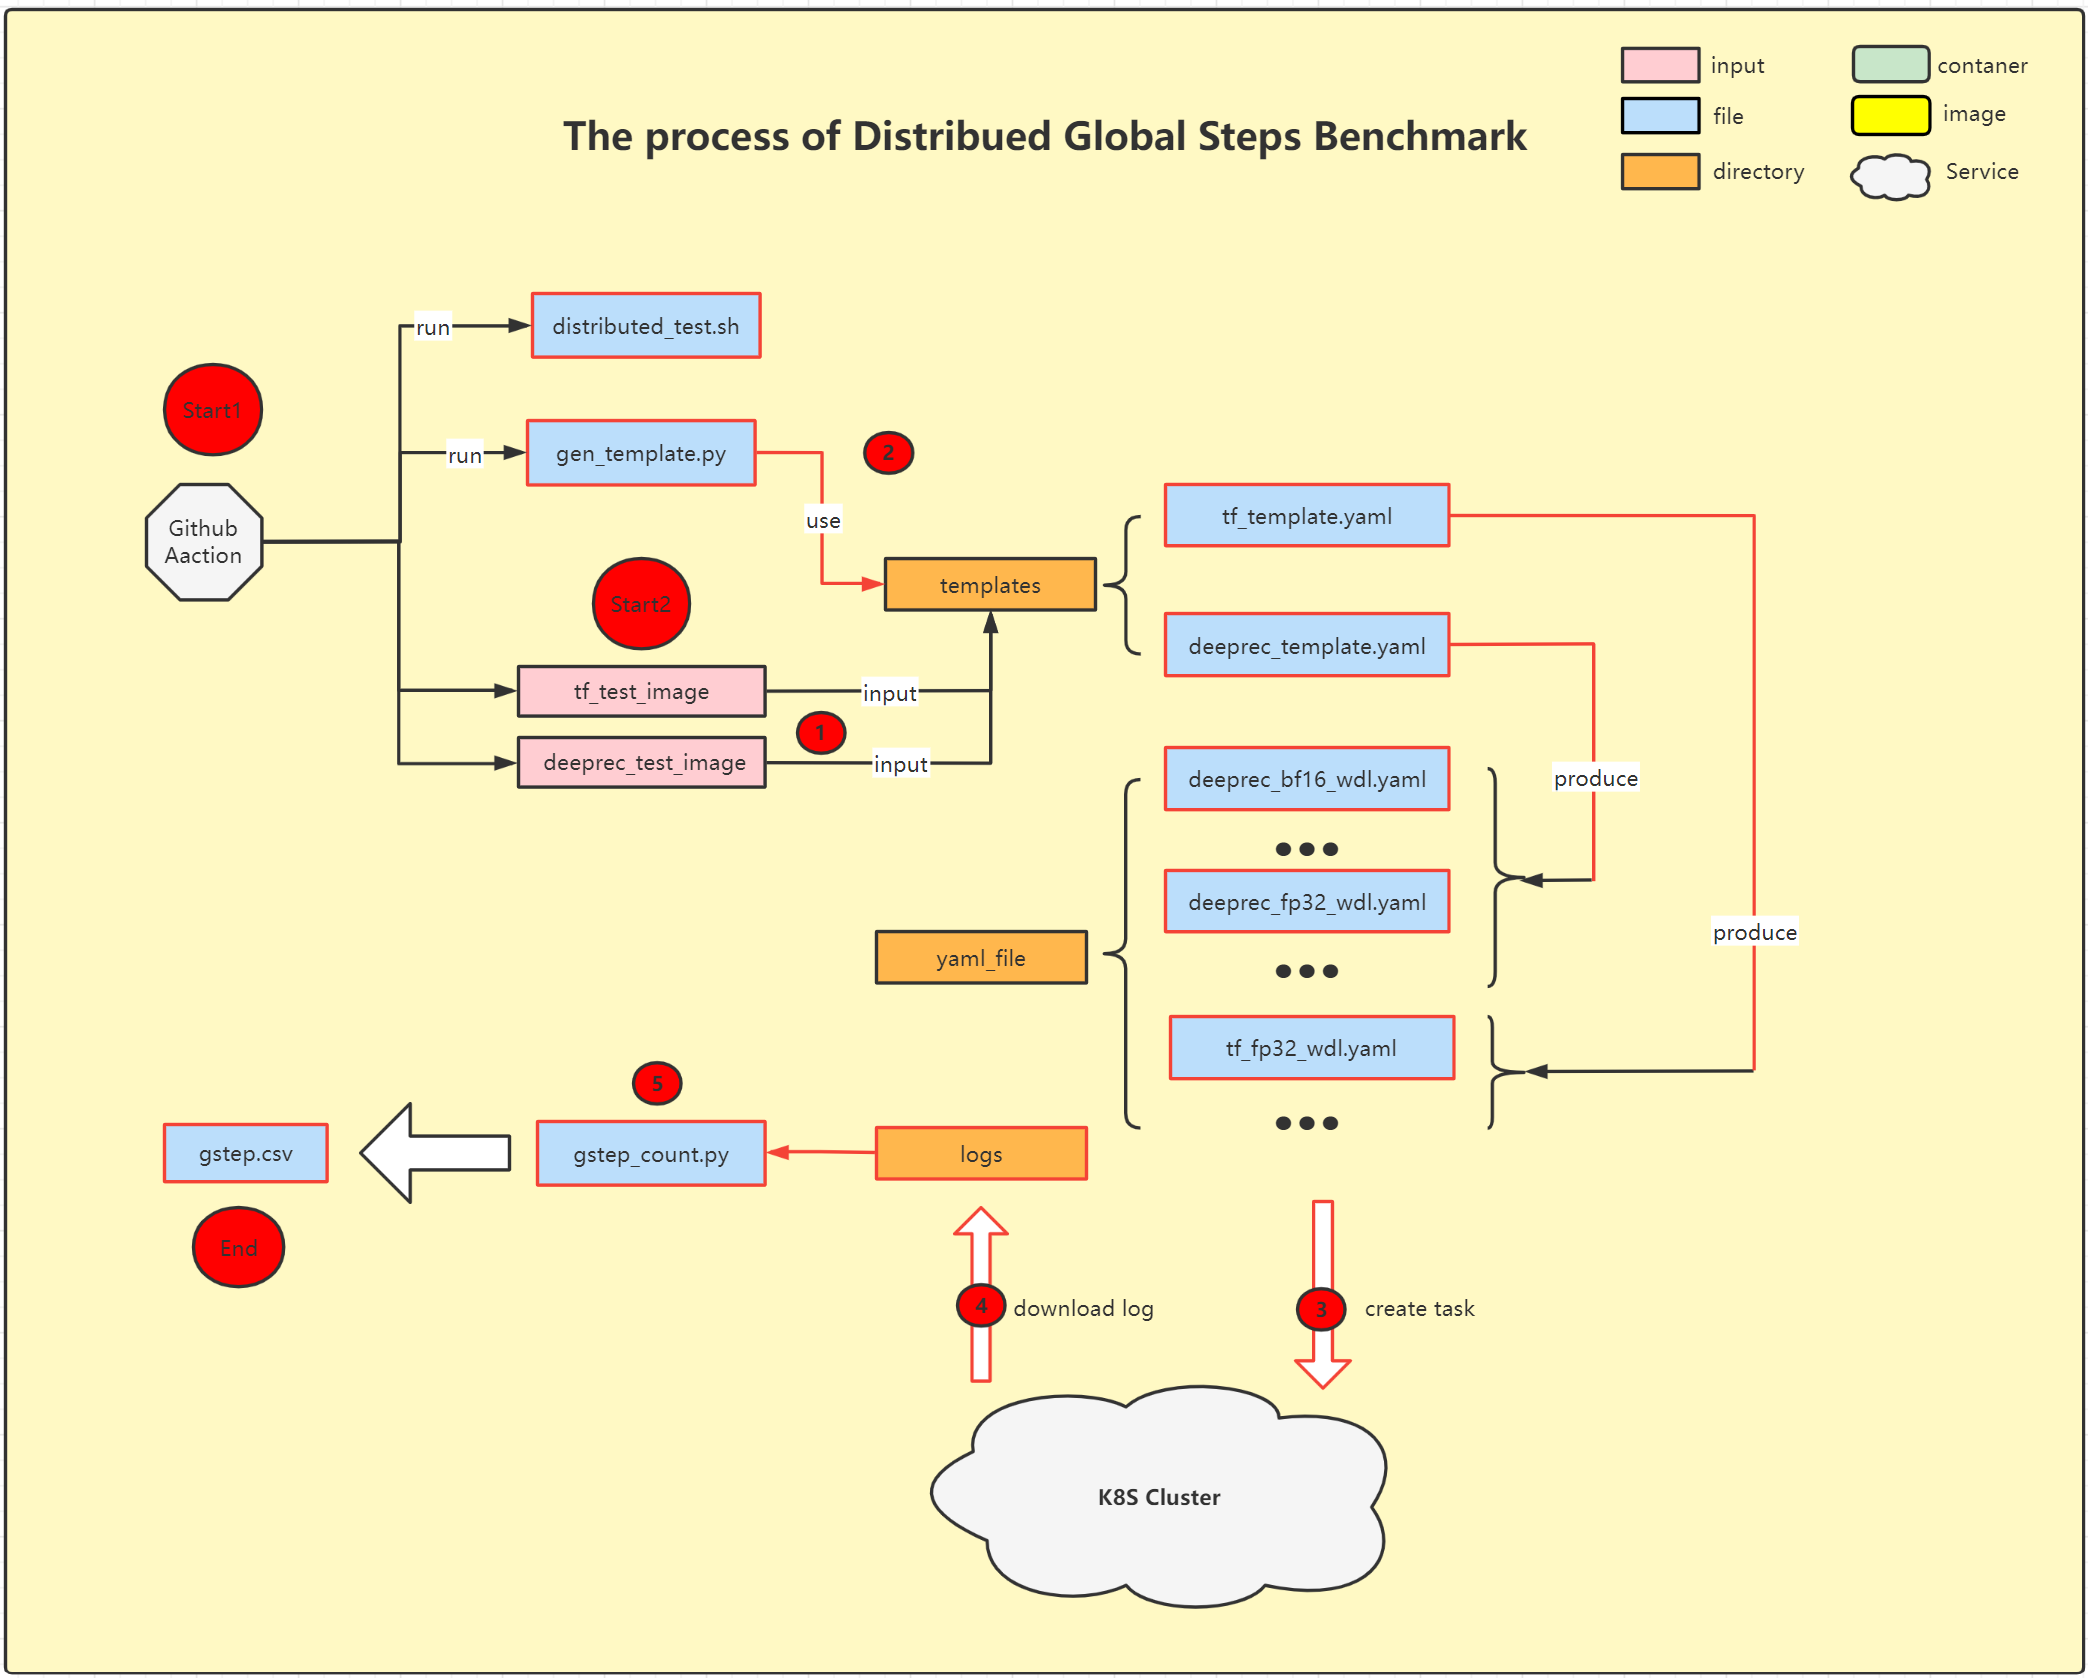 input
contaner
file
image
directory
Service
The process of Distribued Global Steps Benchmark
run
distributed_test.sh
Start1
run
gen_template.py
2
use
Github
Aaction
tf_template.yaml
templates
Start2
deeprec_template.yaml
tf_test_image
input
1
deeprec_test_image
input
deeprec_bf16_wdl.yaml
produce
deeprec_fp32_wdl.yaml
produce
yaml_file
tf_fp32_wdl.yaml
5
gstep.csv
gstep_count.py
logs
End
4
download log
3
create task
K8S Cluster